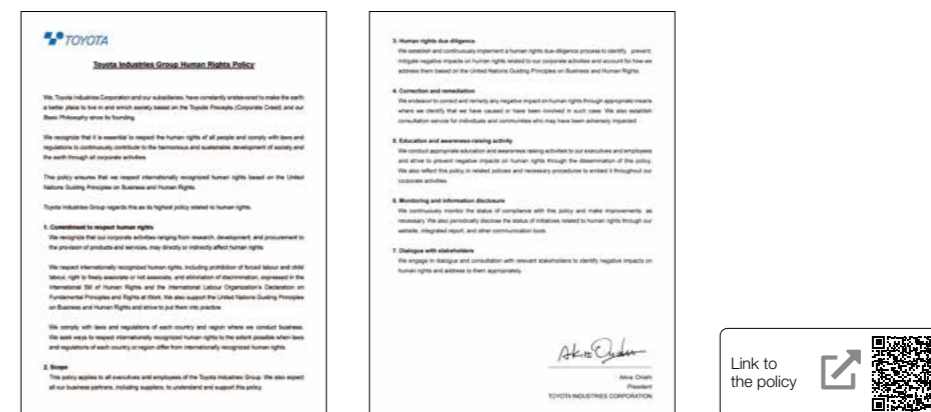 TOYOTA
Toyota Industries Group Human Rights Policy
We, Toyota Industries Corporation and our subsidiaries, have constantly endeavored to make the earth
a better place to live in and enrich society based on the Toyoda Precepts (Corporate Creed) and our
Basic Philosophy since its founding.
We recognize that it is essential to respect the human rights of all people and comply with laws and
regulations to continuously contribute to the harmonious and sustainable development of society and
the earth through all corporate activities.
This policy ensures that we respect internationally recognized human rights based on the United
Nations Guiding Principles on Business and Human Rights.
Toyota Industries Group regards this as its highest policy related to human rights.
1. Commitment to respect human rights
We recognize that our corporate activities ranging from research, development, and procurement to
the provision of products and services, may directly or indirectly affect human rights.
We respect internationally recognized human rights, including prohibition of forced labour and child
labour, right to freely associate or not associate, and elimination of discrimination, expressed in the
International Bill of Human Rights and the International Labour Organization's Declaration on
Fundamental Principles and Rights at Work. We also support the United Nations Guiding Principles
on Business and Human Rights and strive to put them into practice.
We comply with laws and regulations of each country and region where we conduct business.
We seek ways to respect internationally recognized human rights to the extent possible when laws
and regulations of each country or region differ from internationally recognized human rights.
2. Scope
This policy applies to all executives and employees of the Toyota Industries Group. We also expect
all our business partners, including suppliers, to understand and support this policy.
3. Human rights due diligence
We establish and continuously implement a human rights due diligence process to identify, prevent,
mitigate negative impacts on human rights related to our corporate activities and account for how we
address them based on the United Nations Guiding Principles on Business and Human Rights.
4. Correction and remediation
We endeavor to correct and remedy any negative impact on human rights through appropriate means
where we identify that we have caused or have been involved in such case. We also establish
consultation service for individuals and communities who may have been adversely impacted.
5. Education and awareness-raising activity
We conduct appropriate education and awareness raising activities to our executives and employees
and strive to prevent negative impacts on human rights through the dissemination of this policy.
We also reflect this policy in related policies and necessary procedures to embed it throughout our
corporate activities.
6. Monitoring and information disclosure
We continuously monitor the status of compliance with this policy and make improvements as
necessary. We also periodically disclose the status of initiatives related to human rights through our
website, integrated report, and other communication tools.
7. Dialogue with stakeholders
We engage in dialogue and consultation with relevant stakeholders to identify negative impacts on
human rights and address to them appropriately.
Akira Onishi
President
TOYOTA INDUSTRIES CORPORATION
Link to
the policy